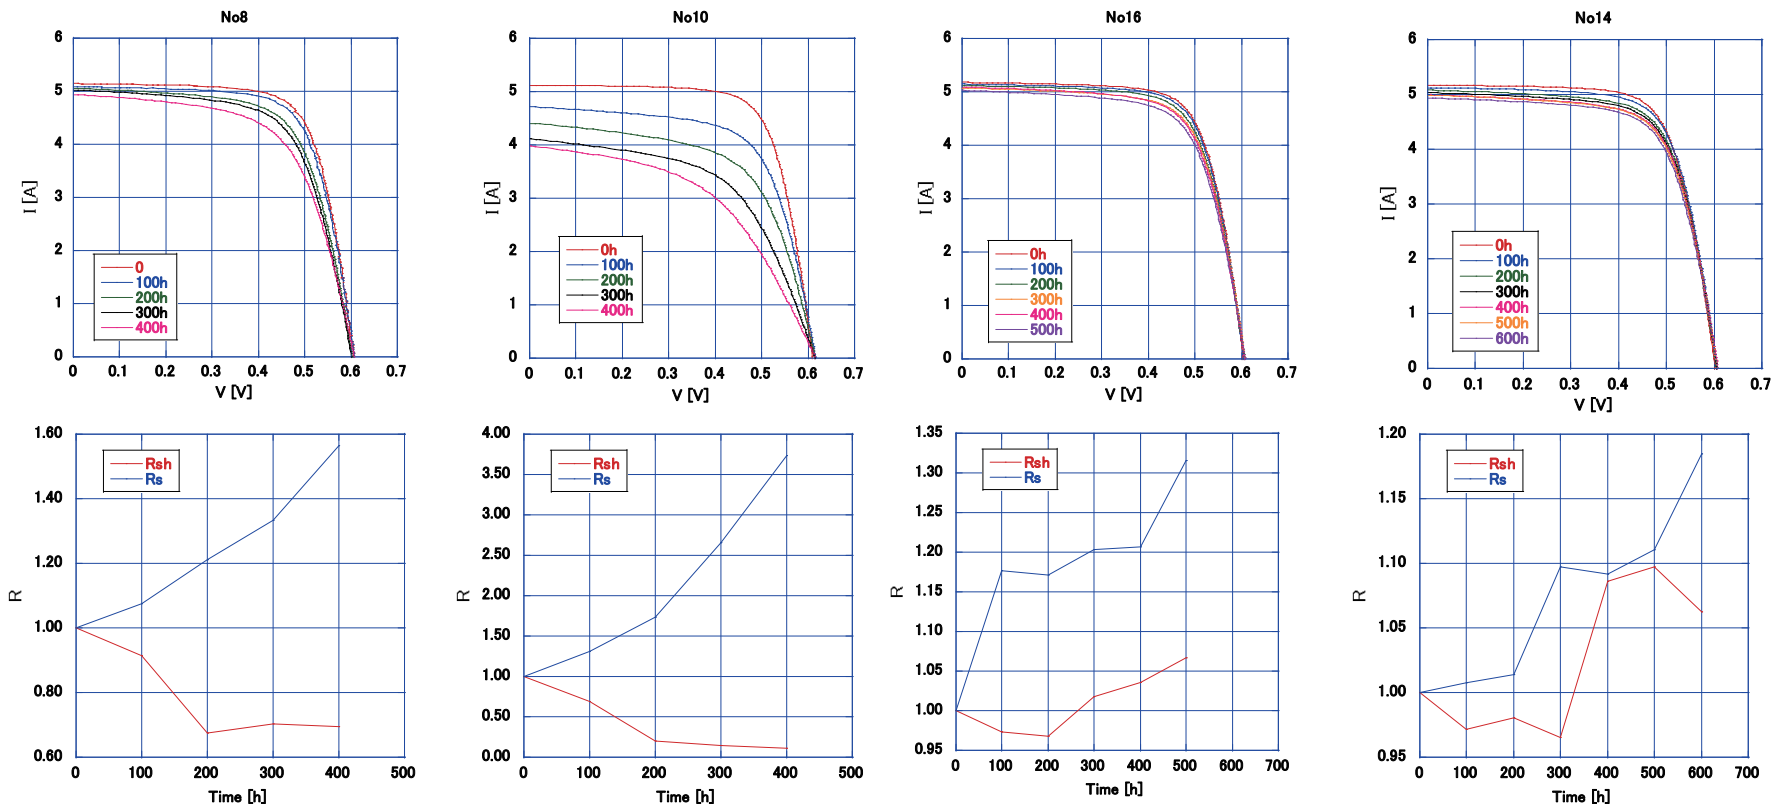 No8
6
5
4
3
2
1
0
I [A]
0
100h
200h
300h
400h
0 0.1 0.2 0.3 0.4 0.5 0.6 0.7
V [V]
No10
6
5
4
3
2
1
0
I [A]
0h
100h
200h
300h
400h
0 0.1 0.2 0.3 0.4 0.5 0.6 0.7
V [V]
No16
6
5
4
3
2
1
0
I [A]
0h
100h
200h
300h
400h
500h
0 0.1 0.2 0.3 0.4 0.5 0.6 0.7
V [V]
No14
6
5
4
3
2
1
0
I [A]
0h
100h
200h
300h
400h
500h
600h
0 0.1 0.2 0.3 0.4 0.5 0.6 0.7
V [V]
1.60
1.40
1.20
1.00
0.80
0.60
R
Rsh
Rs
0 100 200 300 400 500
Time [h]
4.00
3.50
3.00
2.50
2.00
1.50
1.00
0.50
0.00
R
Rsh
Rs
0 100 200 300 400 500
Time [h]
1.35
1.30
1.25
1.20
1.15
1.10
1.05
1.00
0.95
R
Rsh
Rs
0 100 200 300 400 500 600 700
Time [h]
1.20
1.15
1.10
1.05
1.00
0.95
R
Rsh
Rs
0 100 200 300 400 500 600 700
Time [h]